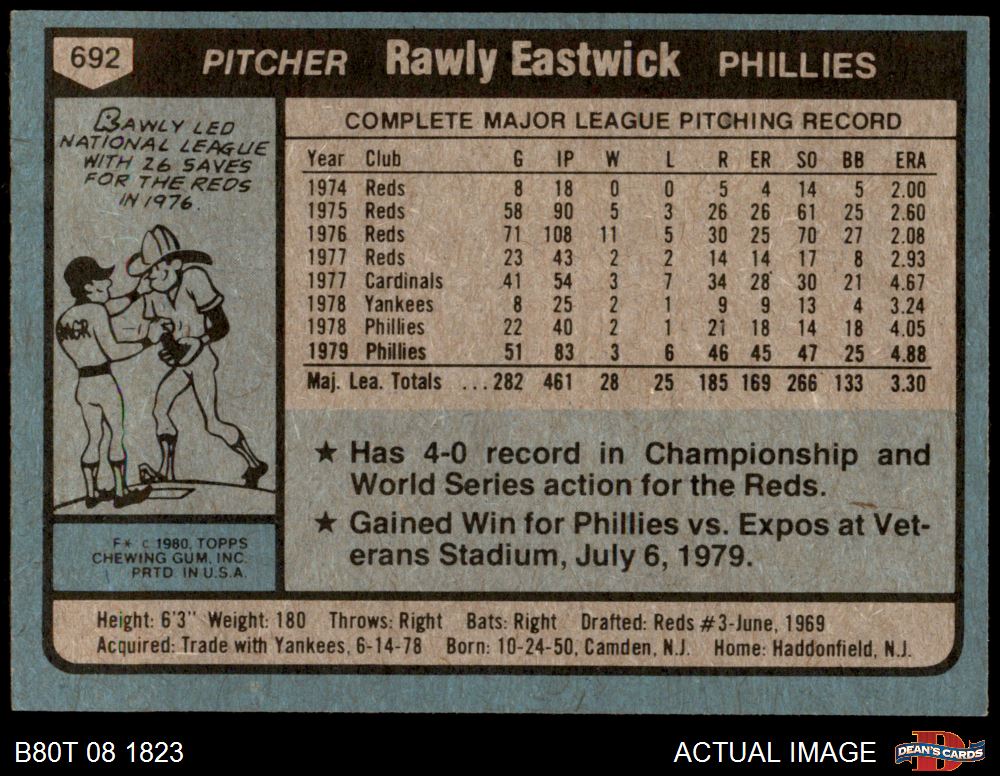 692 PITCHER Rawly Eastwick PHILLIES
RAWLY LED
NATIONAL LEAGUE
WITH 26 SAVES
FOR THE REDS
IN 1976.
MGR
F* © 1980, TOPPS
CHEWING GUM, INC.
PRTD. IN U.S.A.
COMPLETE MAJOR LEAGUE PITCHING RECORD
Year Club G IP W L R ER SO BB ERA
1974 Reds 8 18 0 0 5 4 14 5 2.00
1975 Reds 58 90 5 3 26 26 61 25 2.60
1976 Reds 71 108 11 5 30 25 70 27 2.08
1977 Reds 23 43 2 2 14 14 17 8 2.93
1977 Cardinals 41 54 3 7 34 28 30 21 4.67
1978 Yankees 8 25 2 1 9 9 13 4 3.24
1978 Phillies 22 40 2 1 21 18 14 18 4.05
1979 Phillies 51 83 3 6 46 45 47 25 4.88
Maj. Lea. Totals ...282 461 28 25 185 169 266 133 3.30
★ Has 4-0 record in Championship and
World Series action for the Reds.
★ Gained Win for Phillies vs. Expos at Vet-
erans Stadium, July 6, 1979.
Height: 6'3" Weight: 180 Throws: Right Bats: Right Drafted: Reds #3-June, 1969
Acquired: Trade with Yankees, 6-14-78 Born: 10-24-50, Camden, N.J. Home: Haddonfield, N.J.
B80T 08 1823 ACTUAL IMAGE D DEAN'S CARDS